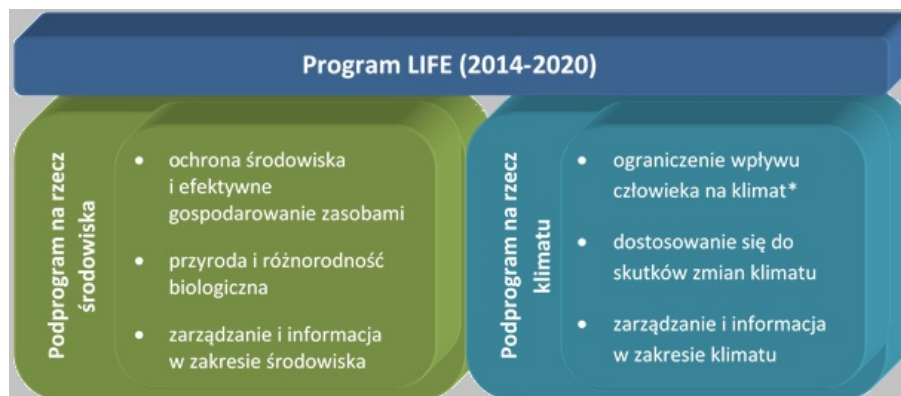 Program LIFE (2014-2020)
Podprogram na rzecz
środowiska
• ochrona środowiska
i efektywne
gospodarowanie zasobami
• przyroda i różnorodność
biologiczna
• zarządzanie i informacja
w zakresie środowiska
Podprogram na rzecz
klimatu
• ograniczenie wpływu
człowieka na klimat*
• dostosowanie się do
skutków zmian klimatu
• zarządzanie i informacja
w zakresie klimatu